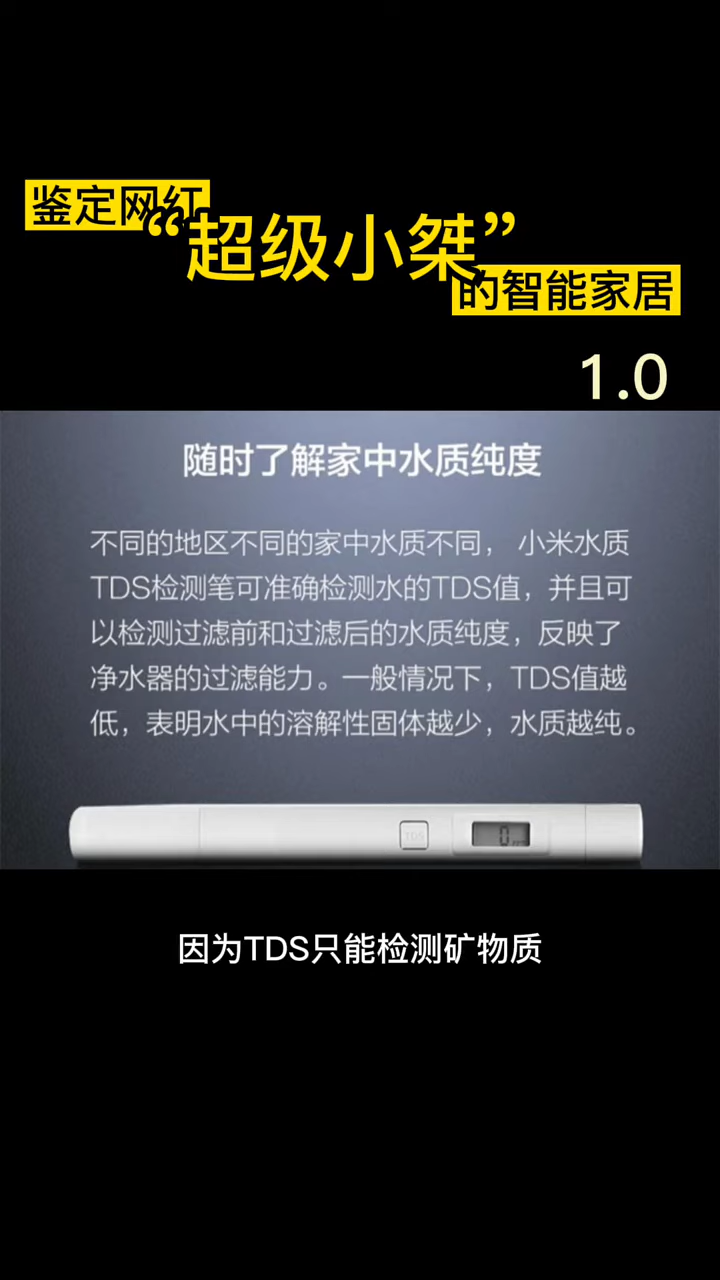 鉴定网红
“超级小桀”
的智能家居
1.0
随时了解家中水质纯度
不同的地区不同的家中水质不同， 小米水质
TDS检测笔可准确检测水的TDS值，并且可
以检测过滤前和过滤后的水质纯度，反映了
净水器的过滤能力。一般情况下，TDS值越
低，表明水中的溶解性固体越少，水质越纯。
TDS
0
因为TDS只能检测矿物质